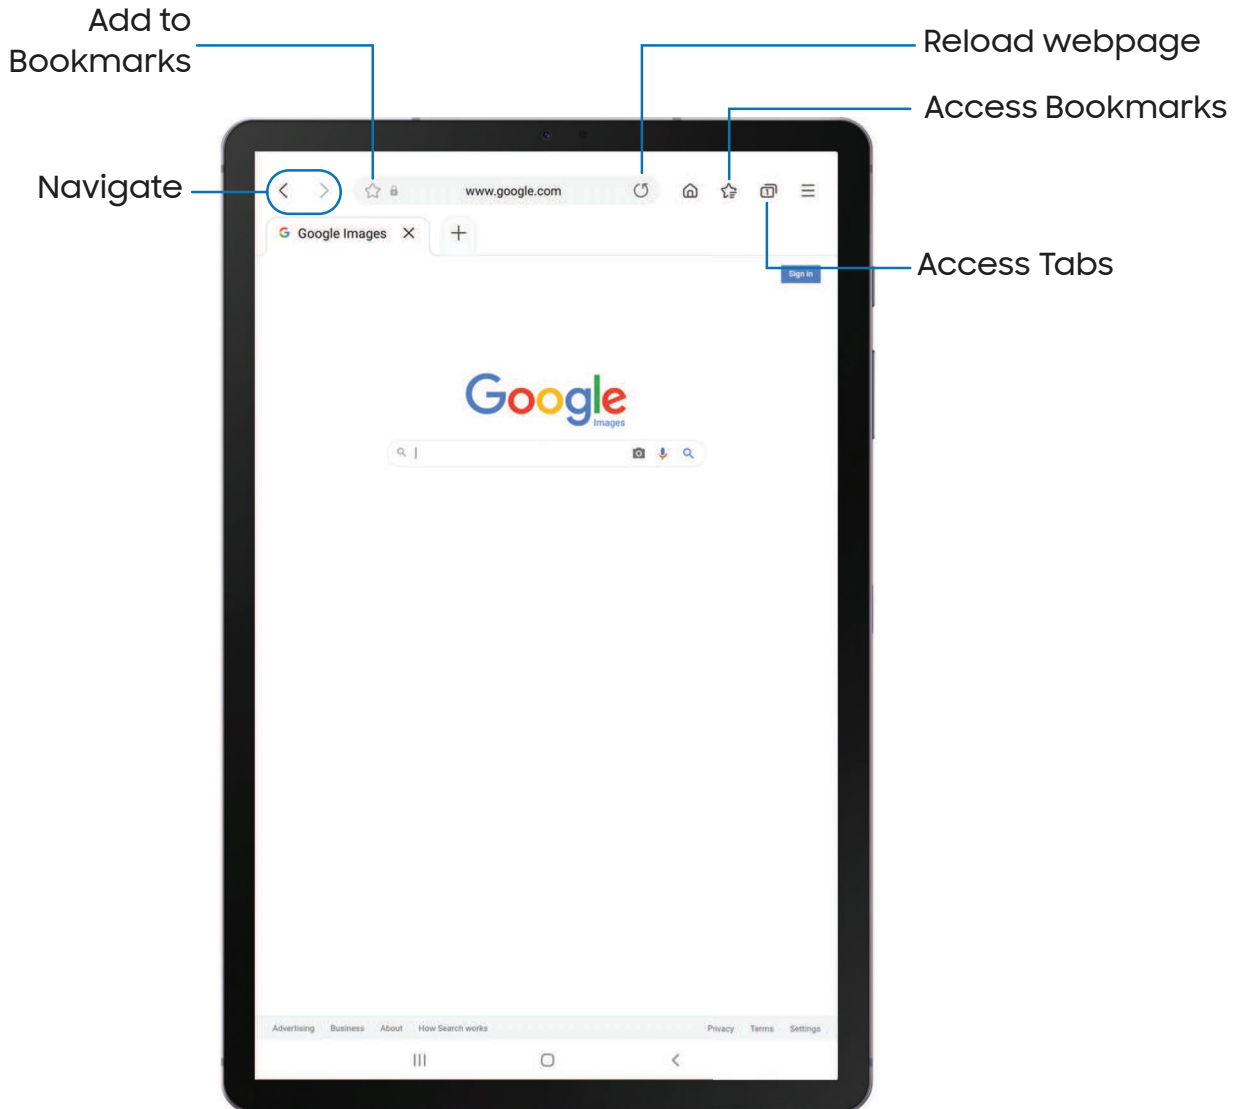 Add to
Bookmarks
Reload webpage
Access Bookmarks
Navigate
www.google.com
1
Google Images
Access Tabs
Sign in
Google
Images
Advertising Business About How Search works Privacy Terms Settings